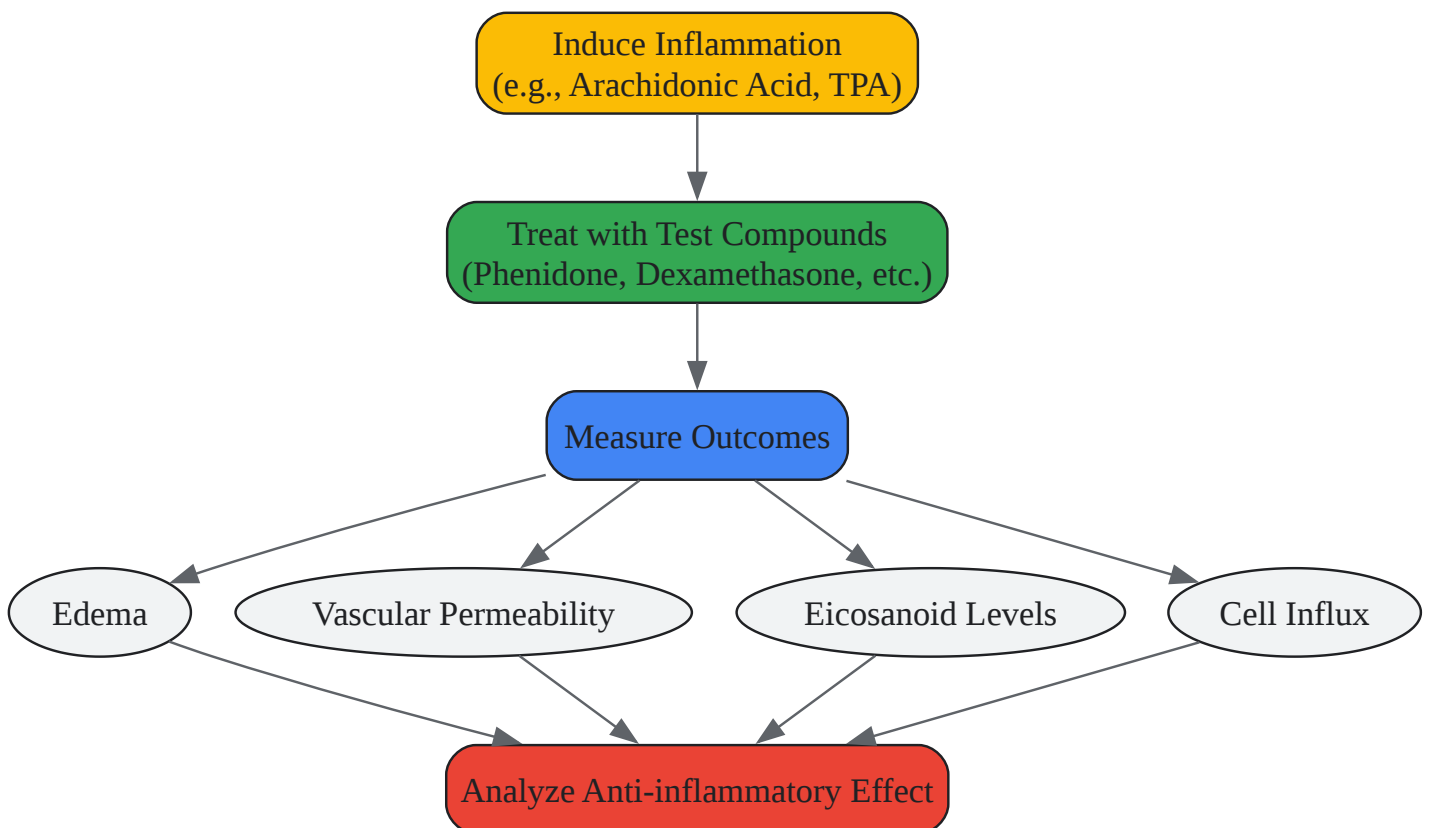 Induce Inflammation
(e.g., Arachidonic Acid, TPA)
Treat with Test Compounds
(Phenidone, Dexamethasone, etc.)
Measure Outcomes
Edema
Vascular Permeability
Eicosanoid Levels
Cell Influx
Analyze Anti-inflammatory Effect